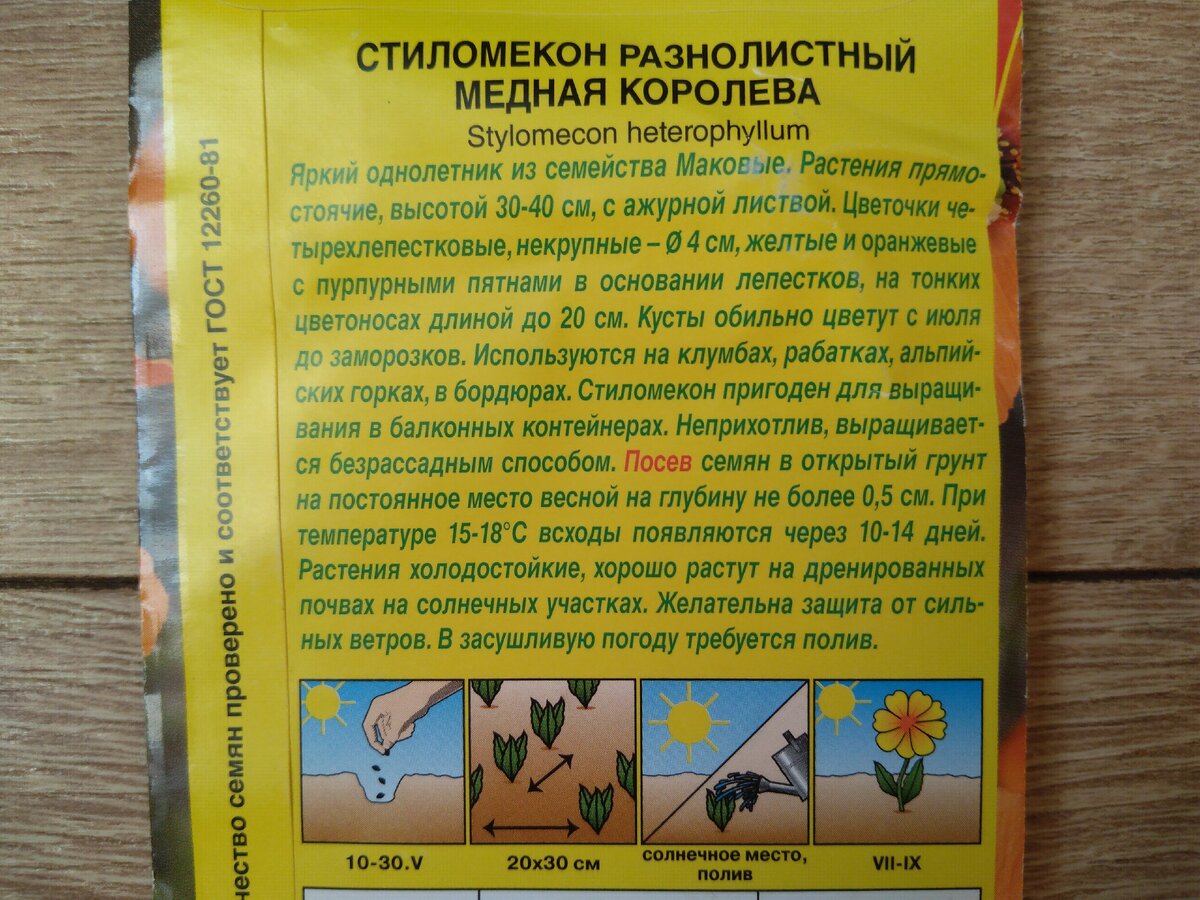 СТИЛОМЕКОН РАЗНОЛИСТНЫЙ
МЕДНАЯ КОРОЛЕВА
Stylomecon heterophyllum
Яркий однолетник из семейства Маковые. Растения прямо-
стоячие, высотой 30-40 см, с ажурной листвой. Цветочки че-
тырехлепестковые, некрупные – Ø 4 см, желтые и оранжевые
с пурпурными пятнами в основании лепестков, на тонких
цветоносах длиной до 20 см. Кусты обильно цветут с июля
до заморозков. Используются на клумбах, рабатках, альпий-
ских горках, в бордюрах. Стиломекон пригоден для выращи-
вания в балконных контейнерах. Неприхотлив, выращивает-
ся безрассадным способом. Посев семян в открытый грунт
на постоянное место весной на глубину не более 0,5 см. При
температуре 15-18°С всходы появляются через 10-14 дней.
Растения холодостойкие, хорошо растут на дренированных
почвах на солнечных участках. Желательна защита от силь-
ных ветров. В засушливую погоду требуется полив.
10-30.V
20х30 см
солнечное место,
полив
VII-IX
чество семян проверено и соответствует ГОСТ 12260-81